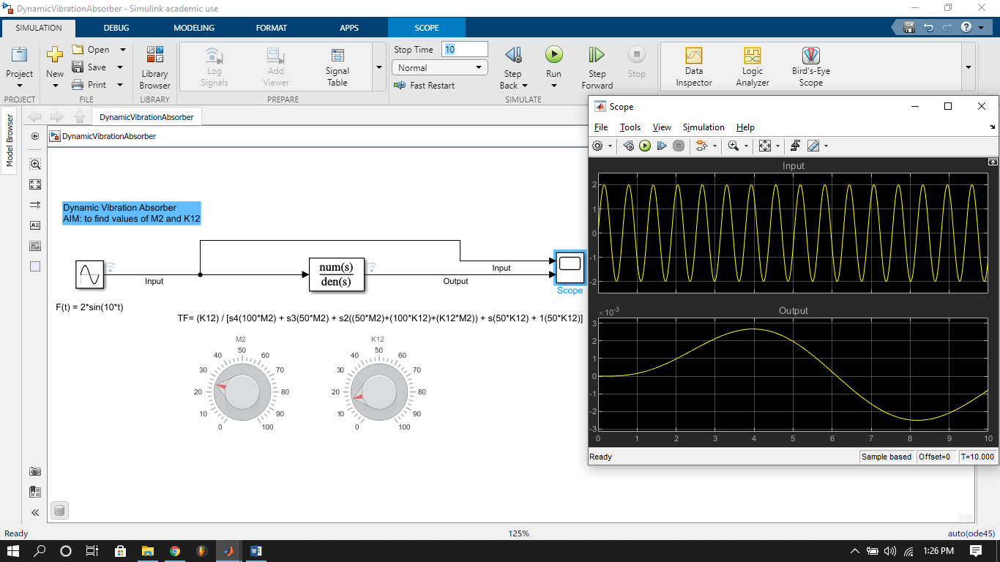 DynamicVibrationAbsorber - Simulink academic use
SIMULATION DEBUG MODELING FORMAT APPS SCOPE
Project
PROJECT
New
Open
Save
Print
FILE
Library
Browser
LIBRARY
Log
Signals
Add
Viewer
Signal
Table
PREPARE
Stop Time 10
Normal
Fast Restart
Step
Back
Run
Step
Forward
Stop
SIMULATE
Data
Inspector
Logic
Analyzer
Bird's-Eye
Scope
Model Browser
DynamicVibrationAbsorber
DynamicVibrationAbsorber
Dynamic Vibration Absorber
AIM: to find values of M2 and K12
Input
num(s)
den(s)
Output
Input
Scope
F(t) = 2*sin(10*t)
TF= (K12) / [s4(100*M2) + s3(50*M2) + s2((50*M2)+(100*K12)+(K12*M2)) + s(50*K12) + 1(50*K12)]
M2
0 10 20 30 40 50 60 70 80 90 100
K12
0 10 20 30 40 50 60 70 80 90 100
Scope
File Tools View Simulation Help
Input
2
1
0
-1
-2
Output
×10-3
3
2
1
0
-1
-2
-3
0 1 2 3 4 5 6 7 8 9 10
Ready Sample based Offset=0 T=10.000
Ready 125% auto(ode45)
1:26 PM